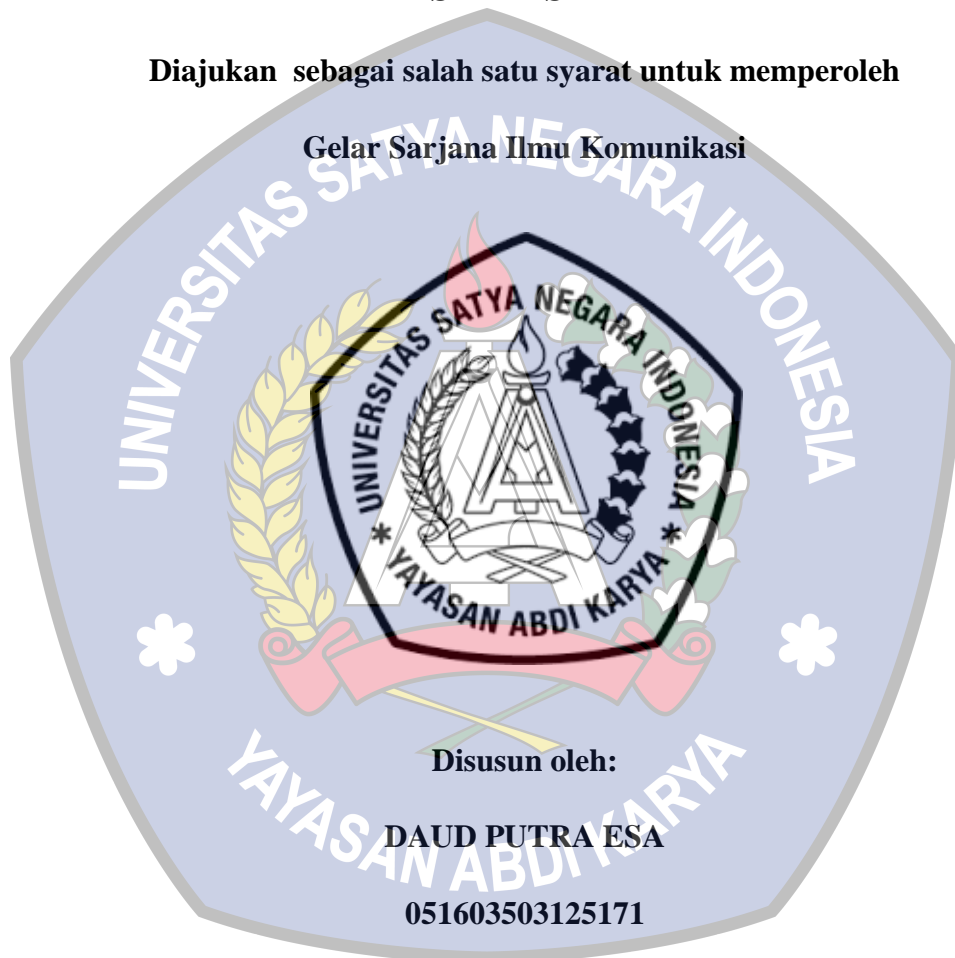 Diajukan sebagai salah satu syarat untuk memperoleh
Gelar Sarjana Ilmu Komunikasi
UNIVERSITAS SATYA NEGARA INDONESIA
YAYASAN ABDI KARYA
UNIVERSITAS SATYA NEGARA INDONESIA
* YAYASAN ABDI KARYA *
Disusun oleh:
DAUD PUTRA ESA
051603503125171